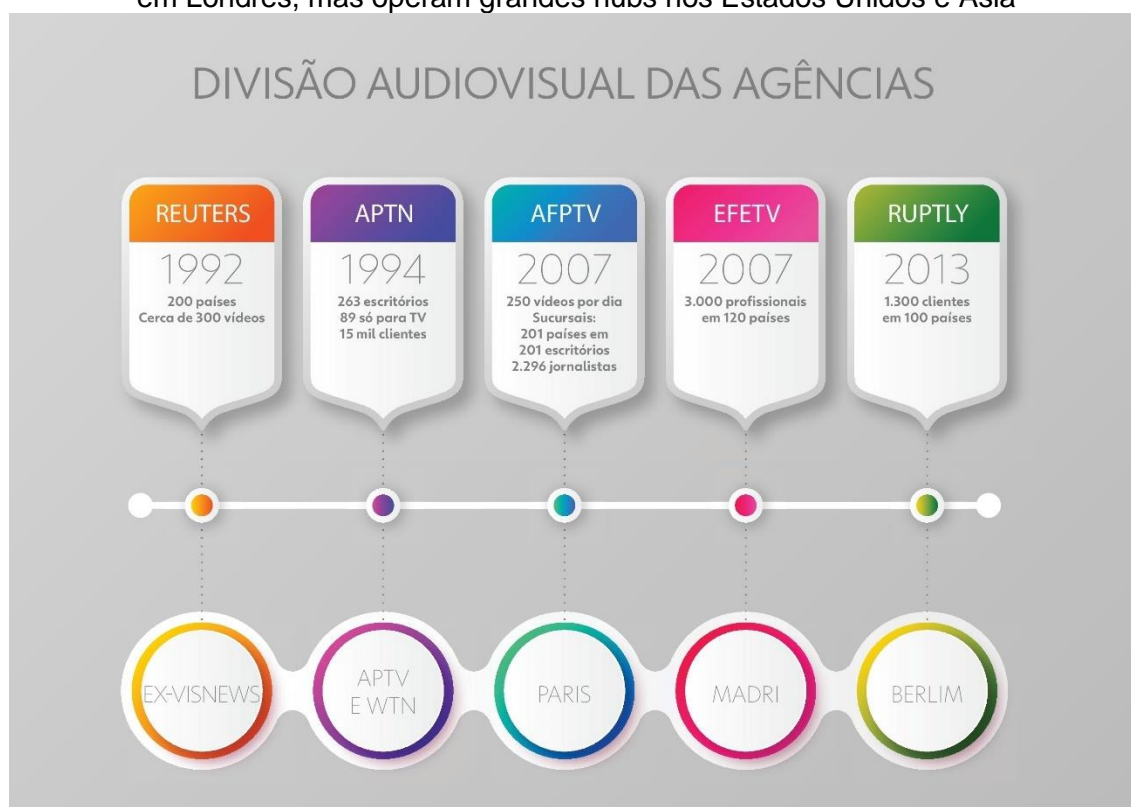 em Londres, mas operam grandes hubs nos Estados Unidos e Ásia
DIVISÃO AUDIOVISUAL DAS AGÊNCIAS
REUTERS
1992
200 países
Cerca de 300 vídeos
APTN
1994
263 escritórios
89 só para TV
15 mil clientes
AFPTV
2007
250 vídeos por dia
Sucursais:
201 países em
201 escritórios
2.296 jornalistas
EFETV
2007
3.000 profissionais
em 120 países
RUPTLY
2013
1.300 clientes
em 100 países
EX-VISNEWS
APTV
E WTN
PARIS
MADRI
BERLIM